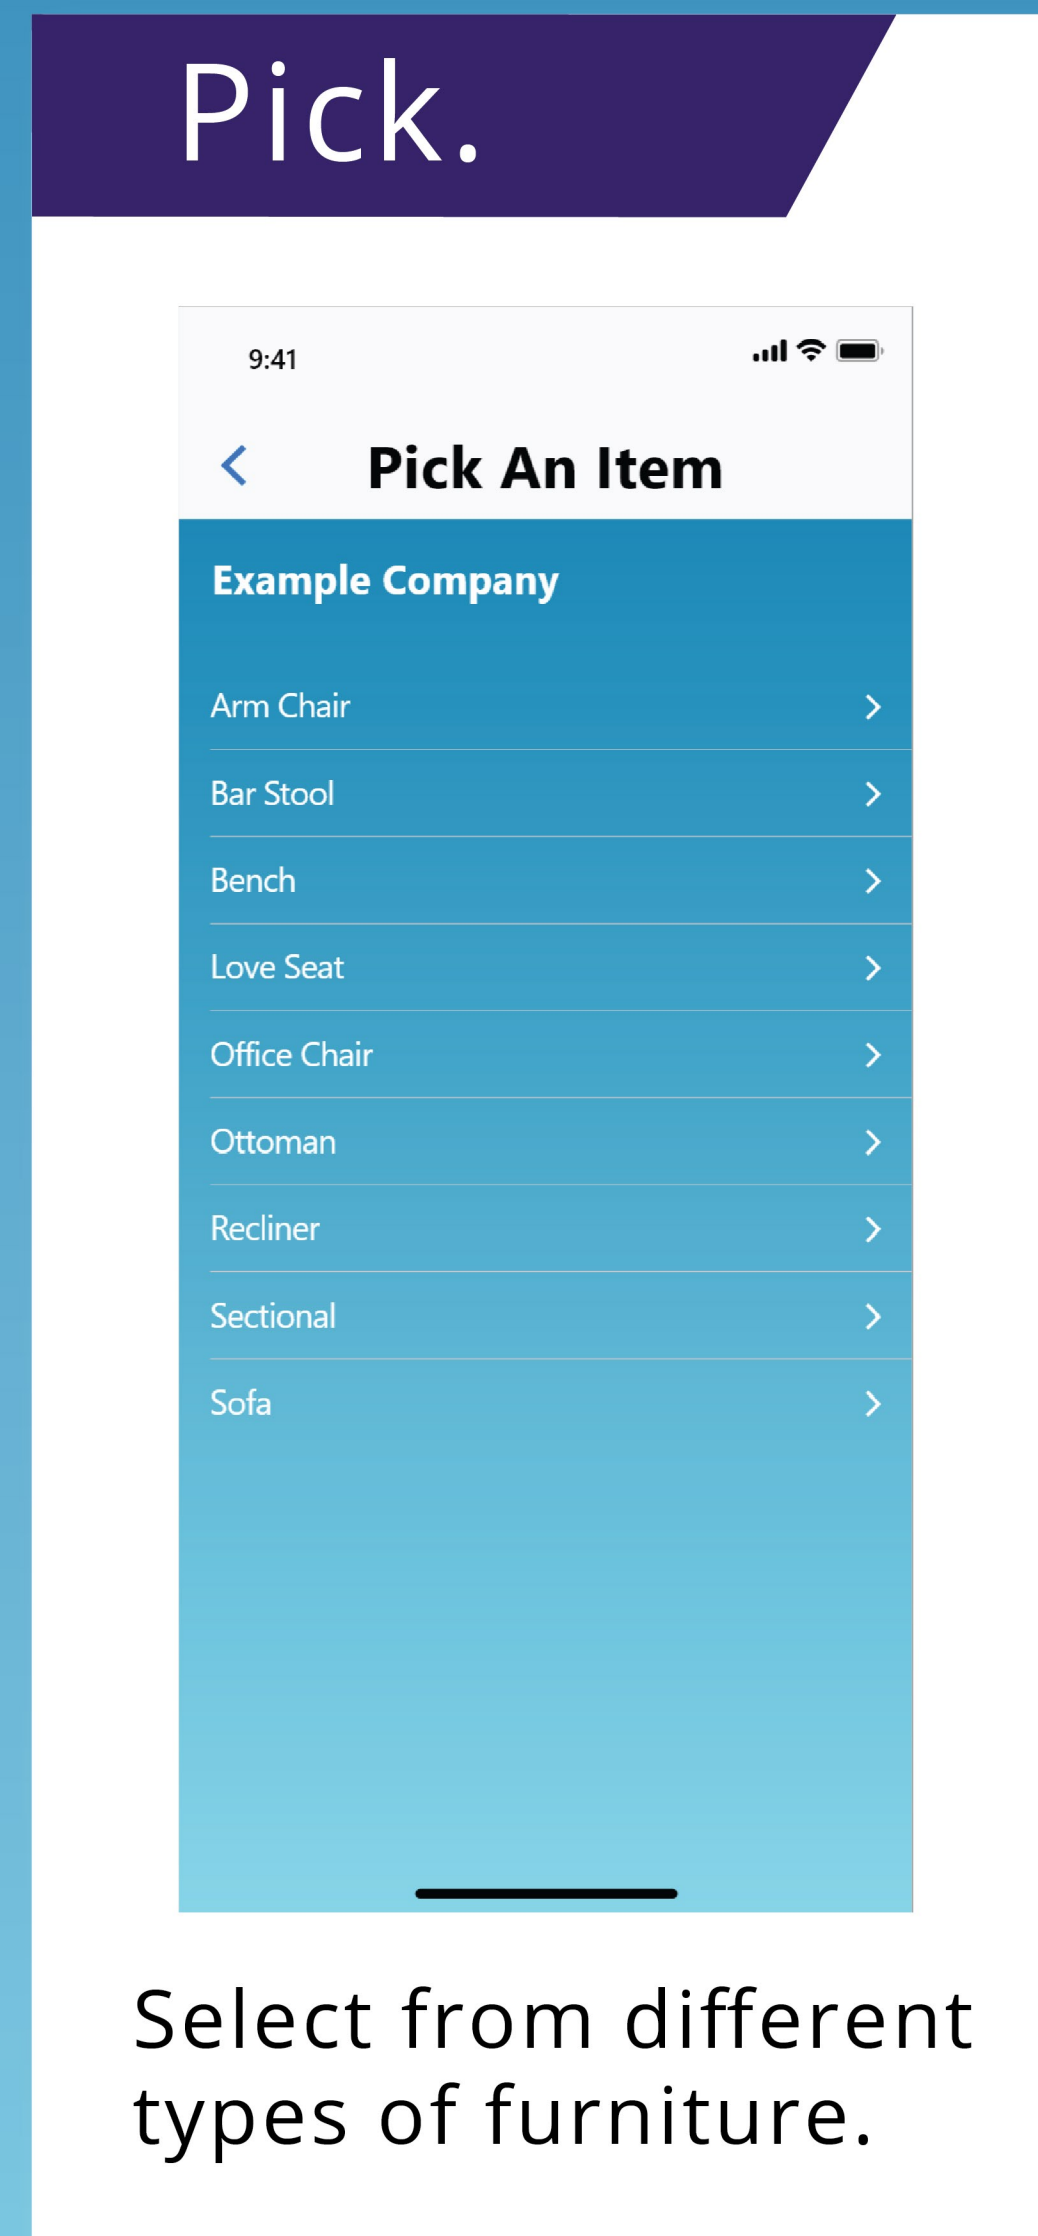 Pick.
9:41
Pick An Item
Example Company
Arm Chair
Bar Stool
Bench
Love Seat
Office Chair
Ottoman
Recliner
Sectional
Sofa
Select from different
types of furniture.